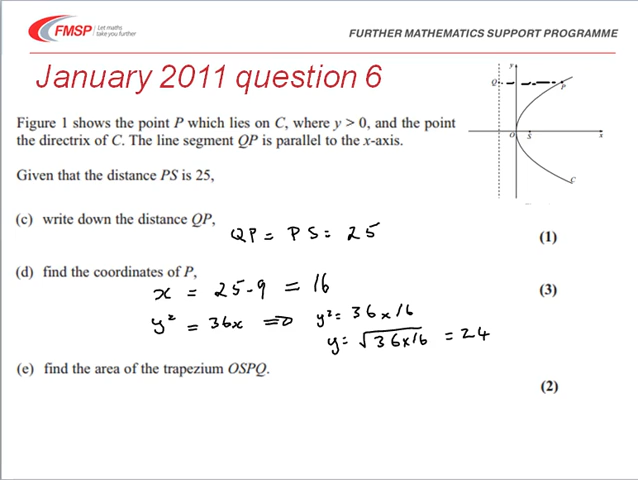 FMSP
Let maths
take you further
FURTHER MATHEMATICS SUPPORT PROGRAMME
January 2011 question 6
Figure 1 shows the point P which lies on C, where y > 0, and the point
the directrix of C. The line segment QP is parallel to the x-axis.
Given that the distance PS is 25,
Q
y
P
O
S
x
C
(c) write down the distance QP,
QP = PS = 25
(1)
(d) find the coordinates of P,
x = 25 - 9 = 16
(3)
y² = 36x ⇒ y² = 36 x 16
y = √36x16 = 24
(e) find the area of the trapezium OSPQ.
(2)